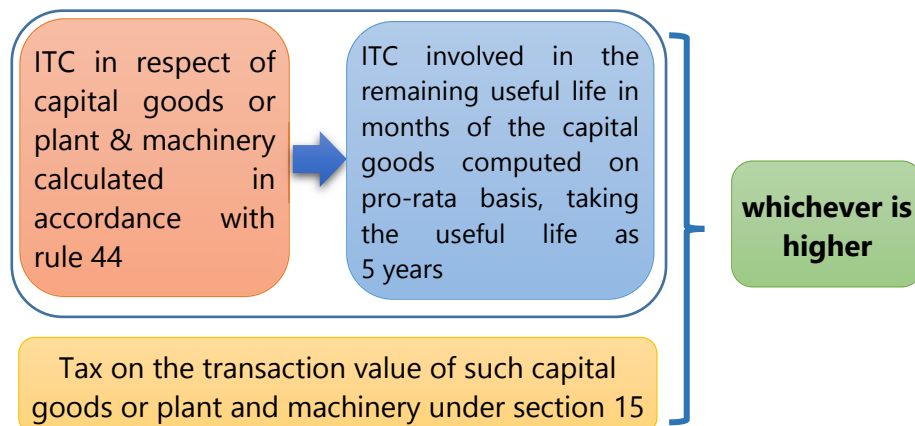 ITC in respect of
capital goods or
plant & machinery
calculated in
accordance with
rule 44
ITC involved in the
remaining useful life in
months of the capital
goods computed on
pro-rata basis, taking
the useful life as
5 years
whichever is
higher
Tax on the transaction value of such capital
goods or plant and machinery under section 15